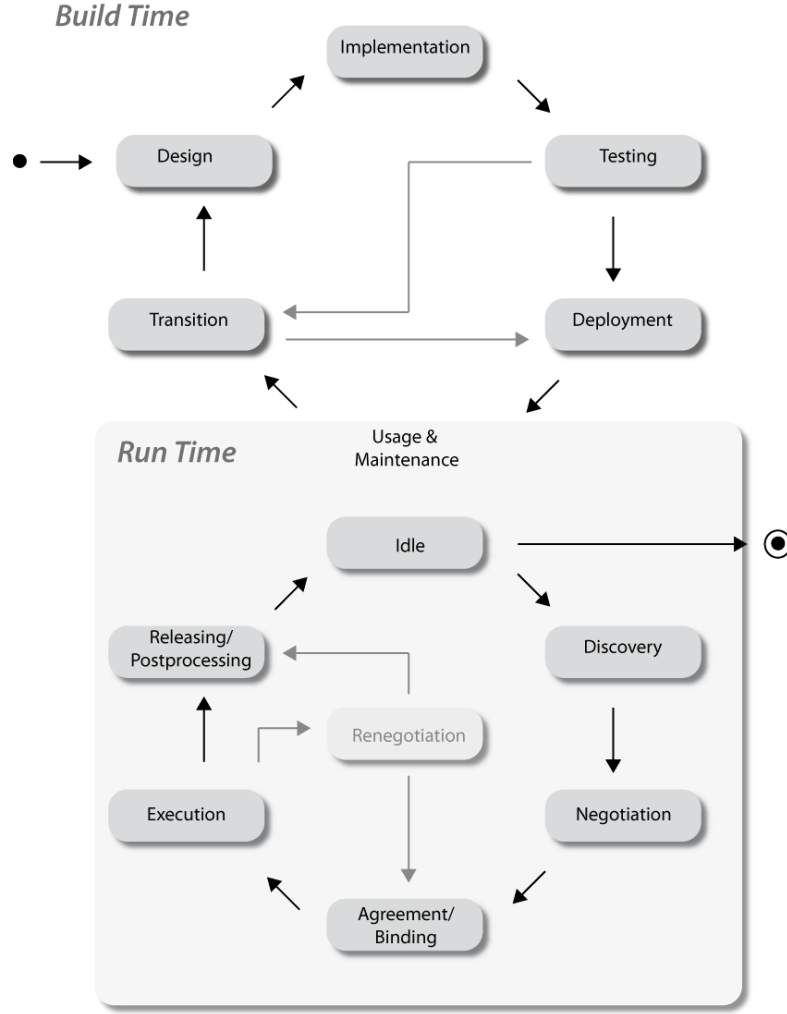 Build Time
Implementation
Design
Testing
Transition
Deployment
Run Time
Usage &
Maintenance
Idle
Releasing/
Postprocessing
Discovery
Renegotiation
Execution
Negotiation
Agreement/
Binding